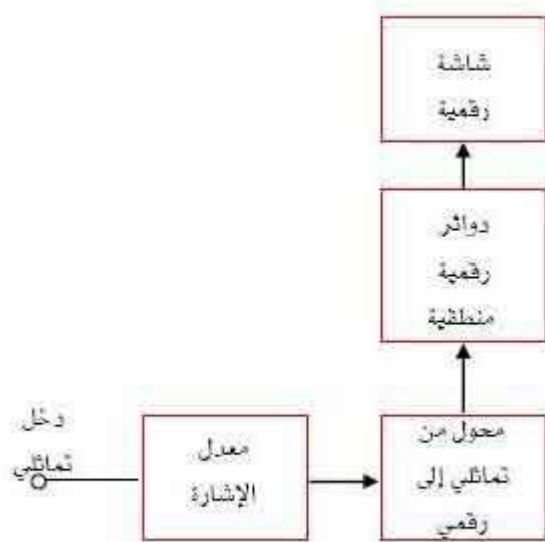 شاشة
رقمية
دوائر
رقمية
منطقية
دخل
تماثلي
معدل
الإشارة
محول من
تماثلي إلى
رقمي